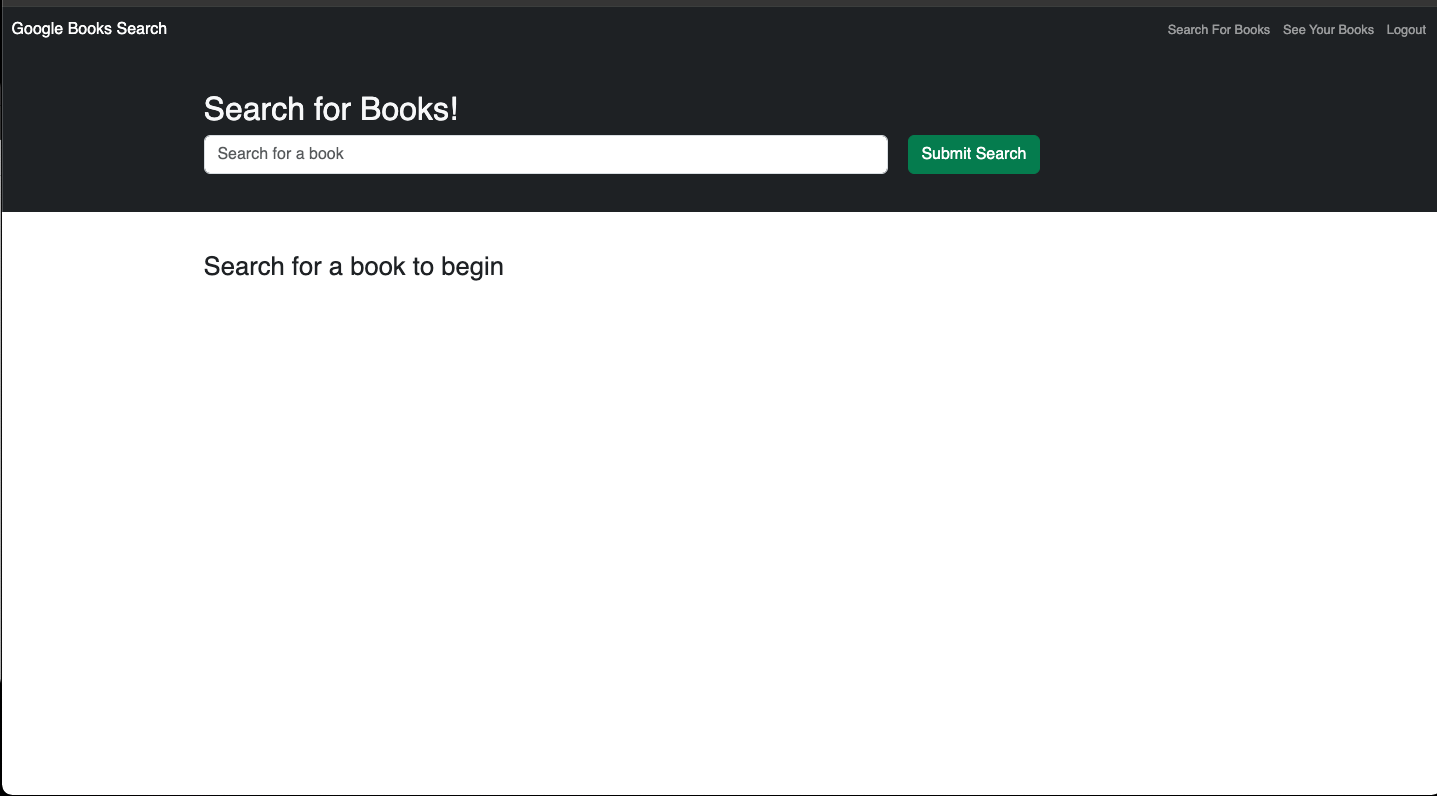 Google Books Search
Search For Books
See Your Books
Logout
Search for Books!
Search for a book
Submit Search
Search for a book to begin